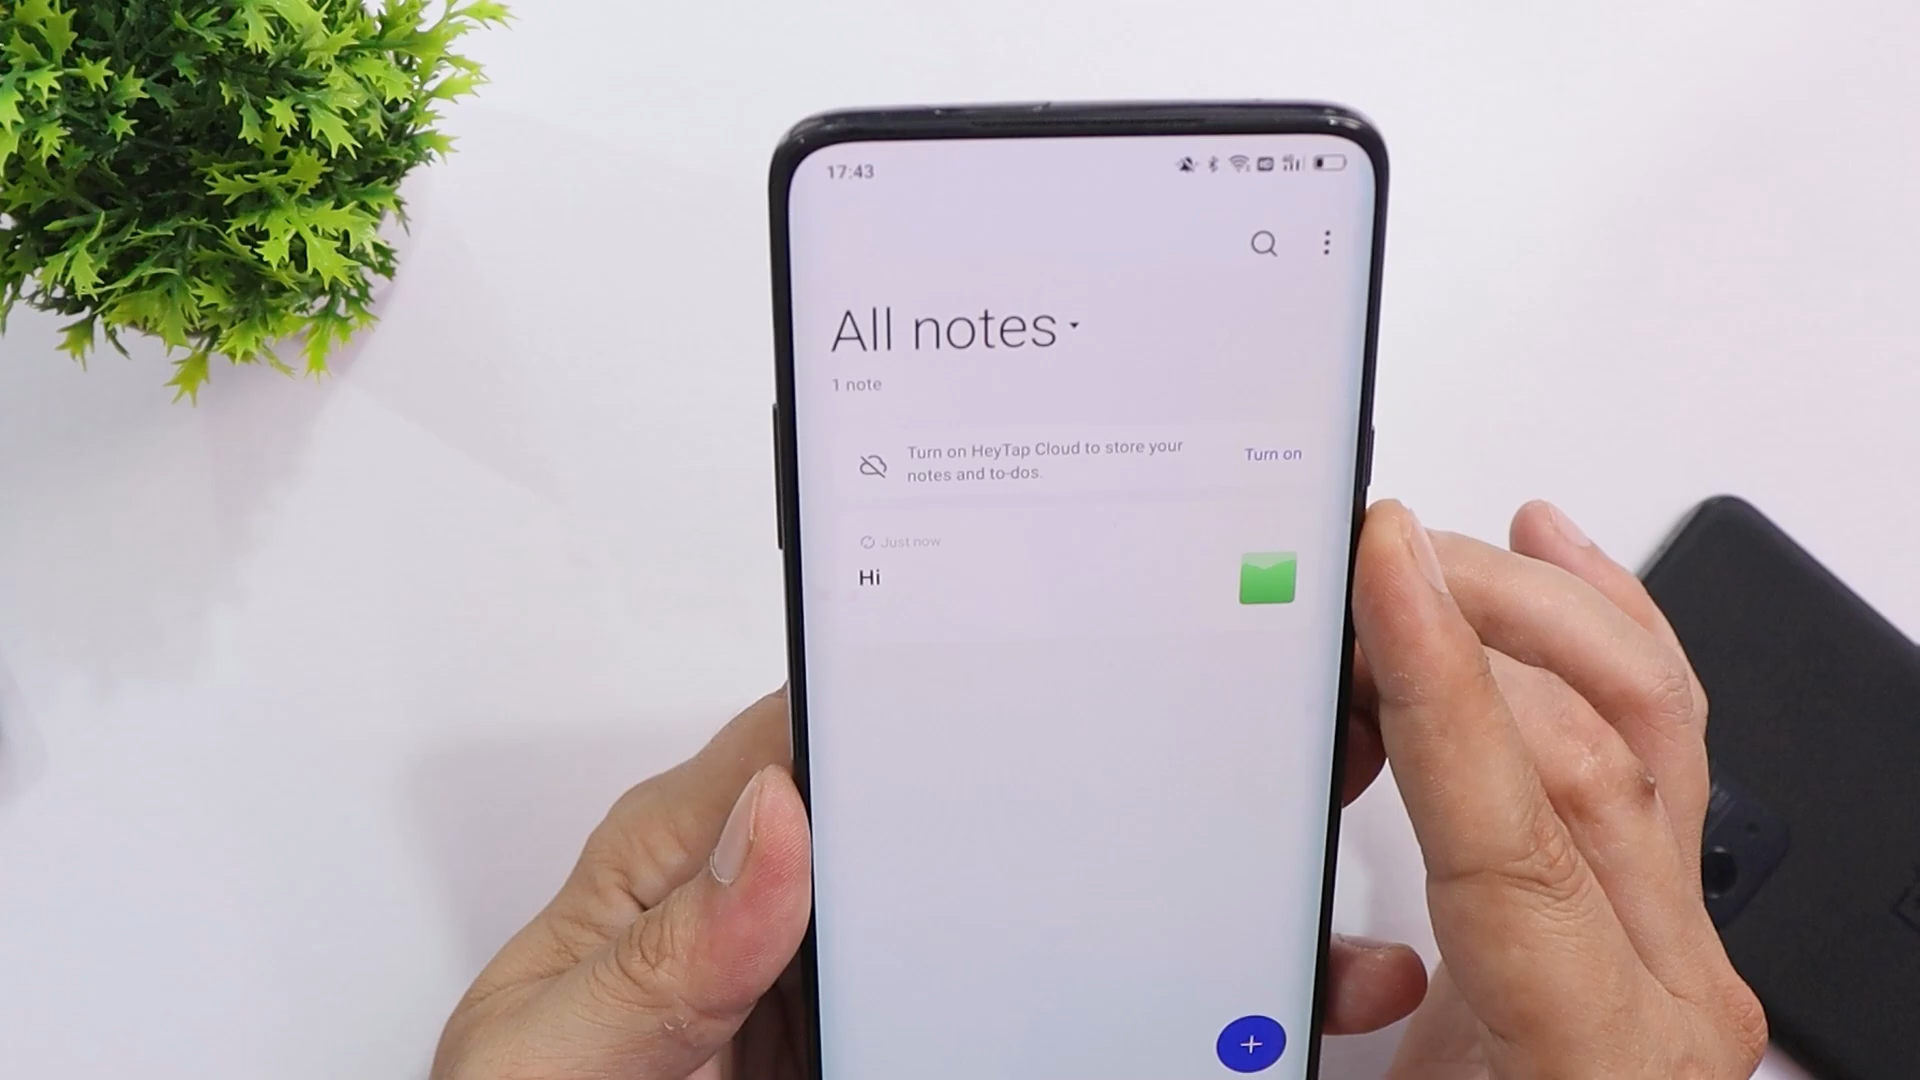 17:43
All notes
1 note
Turn on HeyTap Cloud to store your
notes and to-dos.
Turn on
Just now
Hi